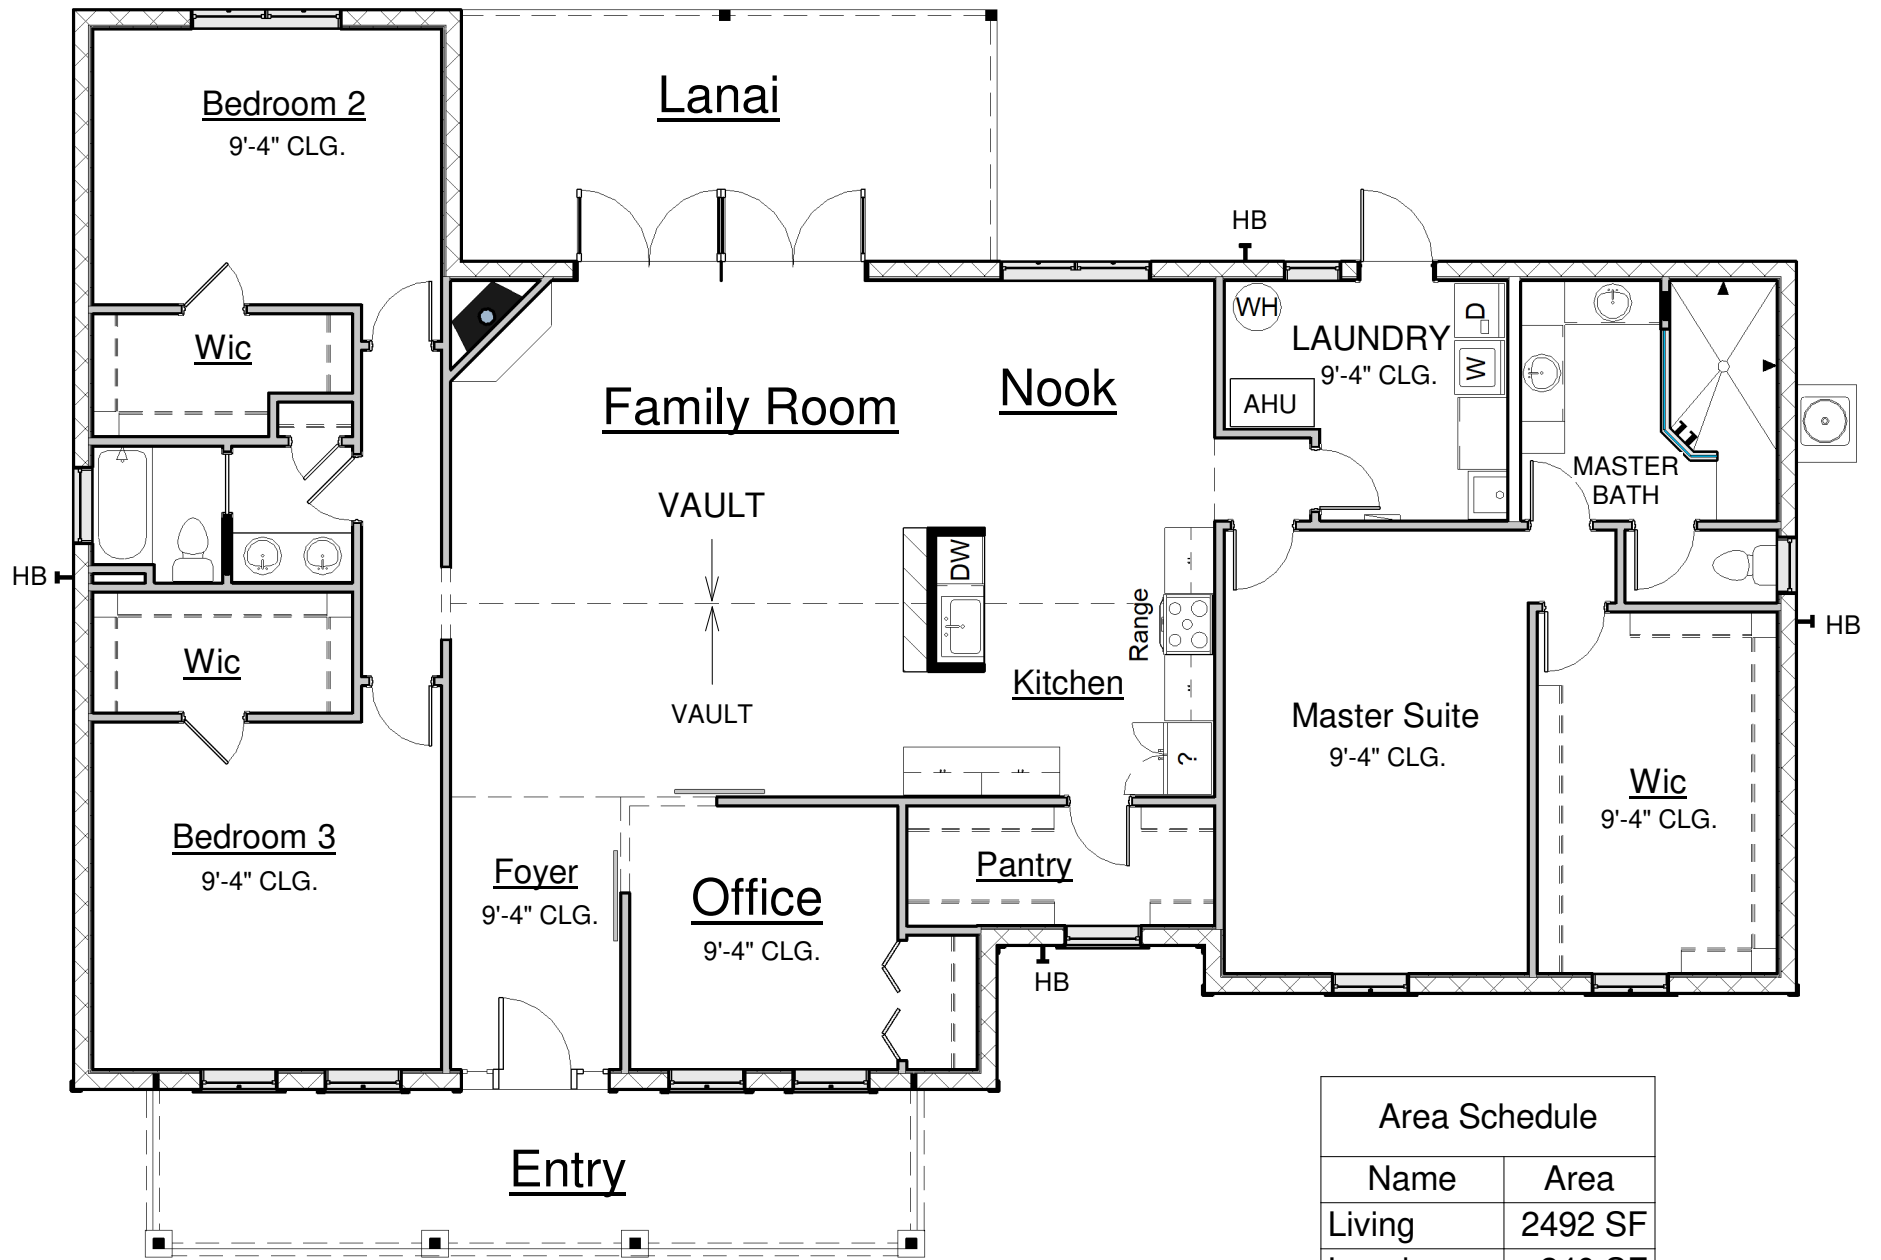 Bedroom 2
9'-4" CLG.
Lanai
HB
WH
LAUNDRY
9'-4" CLG.
D
W
AHU
Wic
Family Room
Nook
11
MASTER
BATH
VAULT
DW
HB
Range
HB
Wic
Kitchen
VAULT
Master Suite
9'-4" CLG.
?
Wic
9'-4" CLG.
Bedroom 3
9'-4" CLG.
Foyer
9'-4" CLG.
Office
9'-4" CLG.
Pantry
HB
Entry
Area Schedule
Name Area
Living 2492 SF